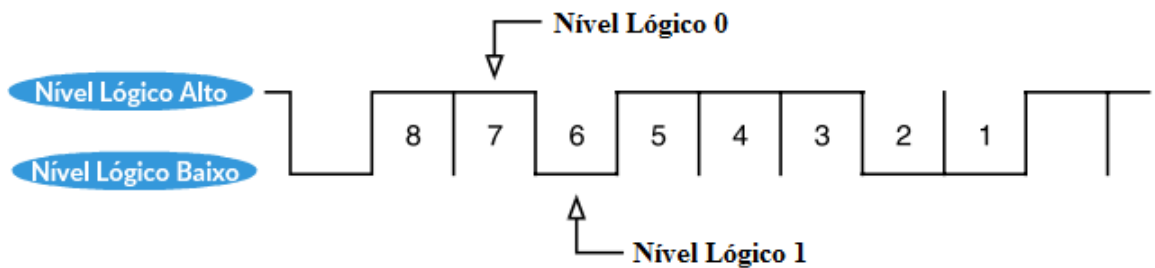 Nível Lógico 0
Nível Lógico Alto
8 7 6 5 4 3 2 1
Nível Lógico Baixo
Nível Lógico 1